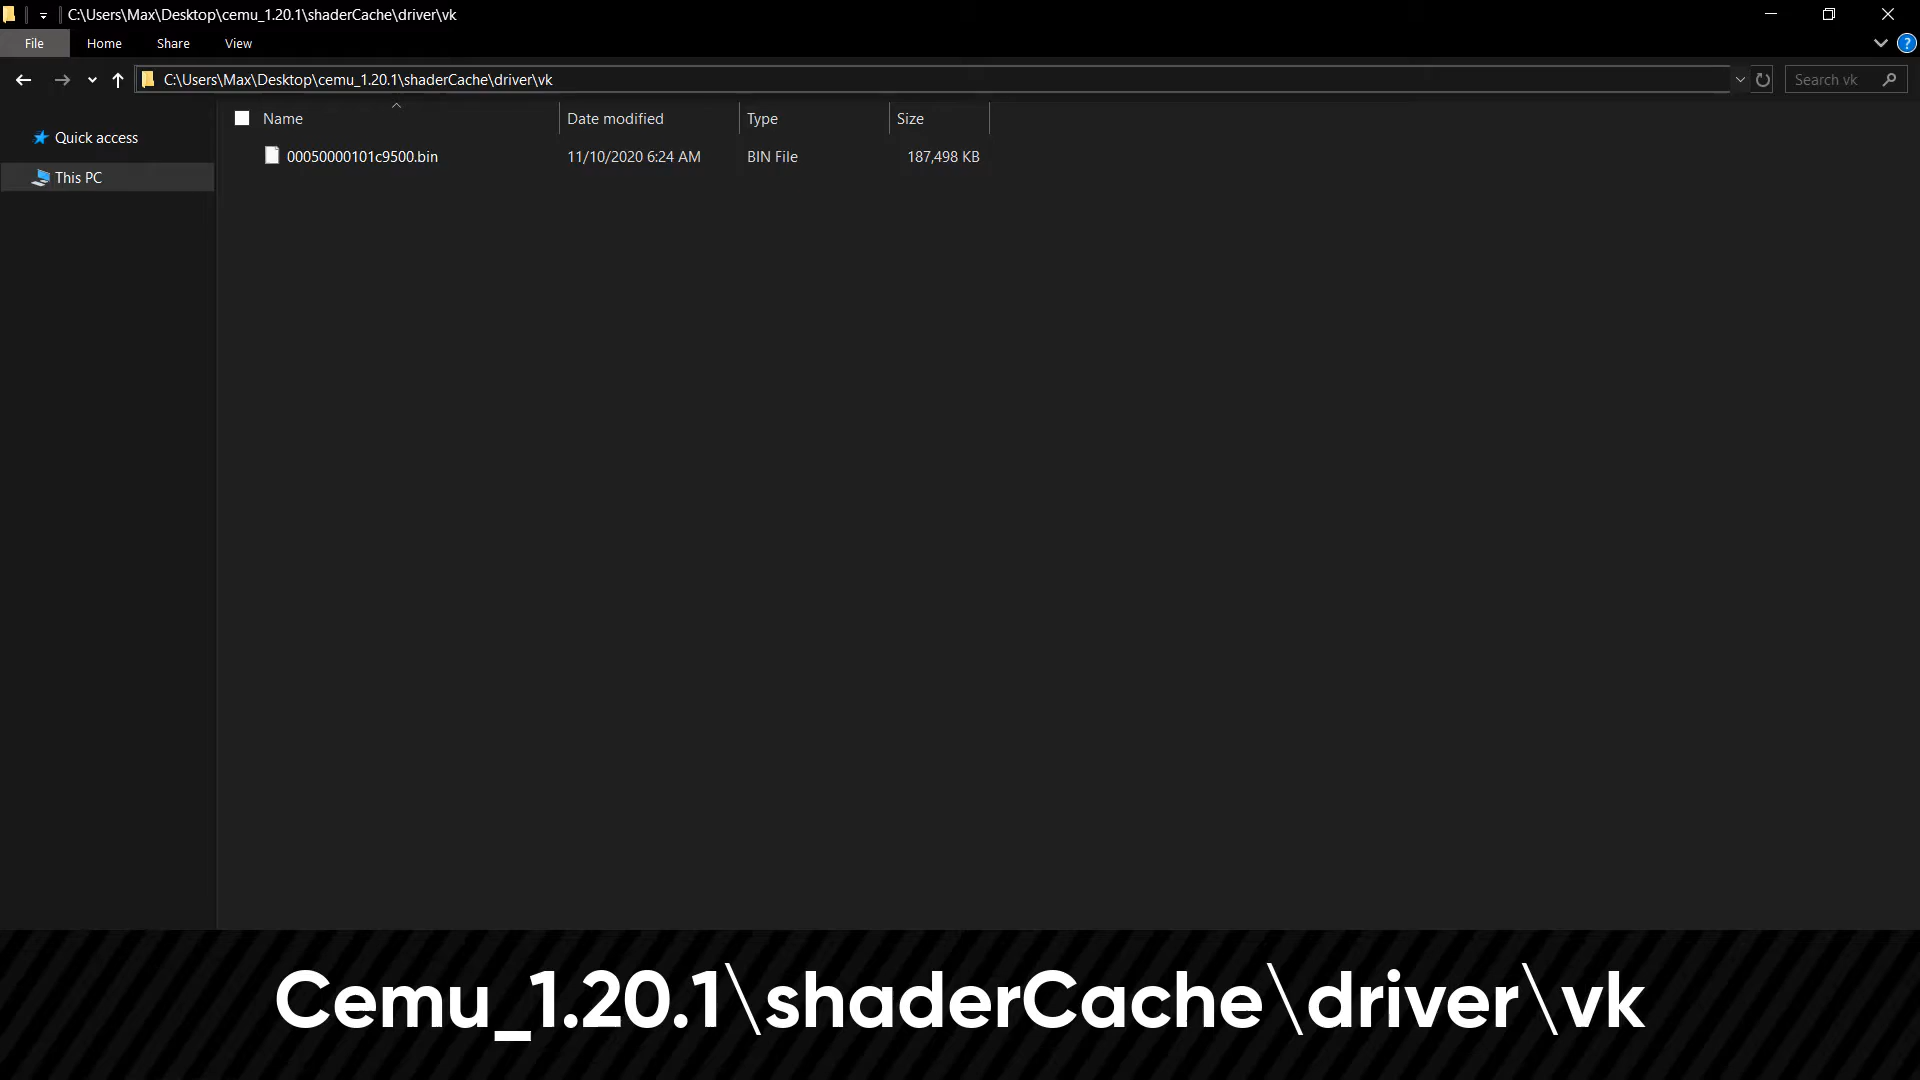 C:\Users\Max\Desktop\cemu_1.20.1\shaderCache\driver\vk
File Home Share View
?
C:\Users\Max\Desktop\cemu_1.20.1\shaderCache\driver\vk
Search vk
Quick access
This PC
Name Date modified Type Size
00050000101c9500.bin 11/10/2020 6:24 AM BIN File 187,498 KB
Cemu_1.20.1\shaderCache\driver\vk